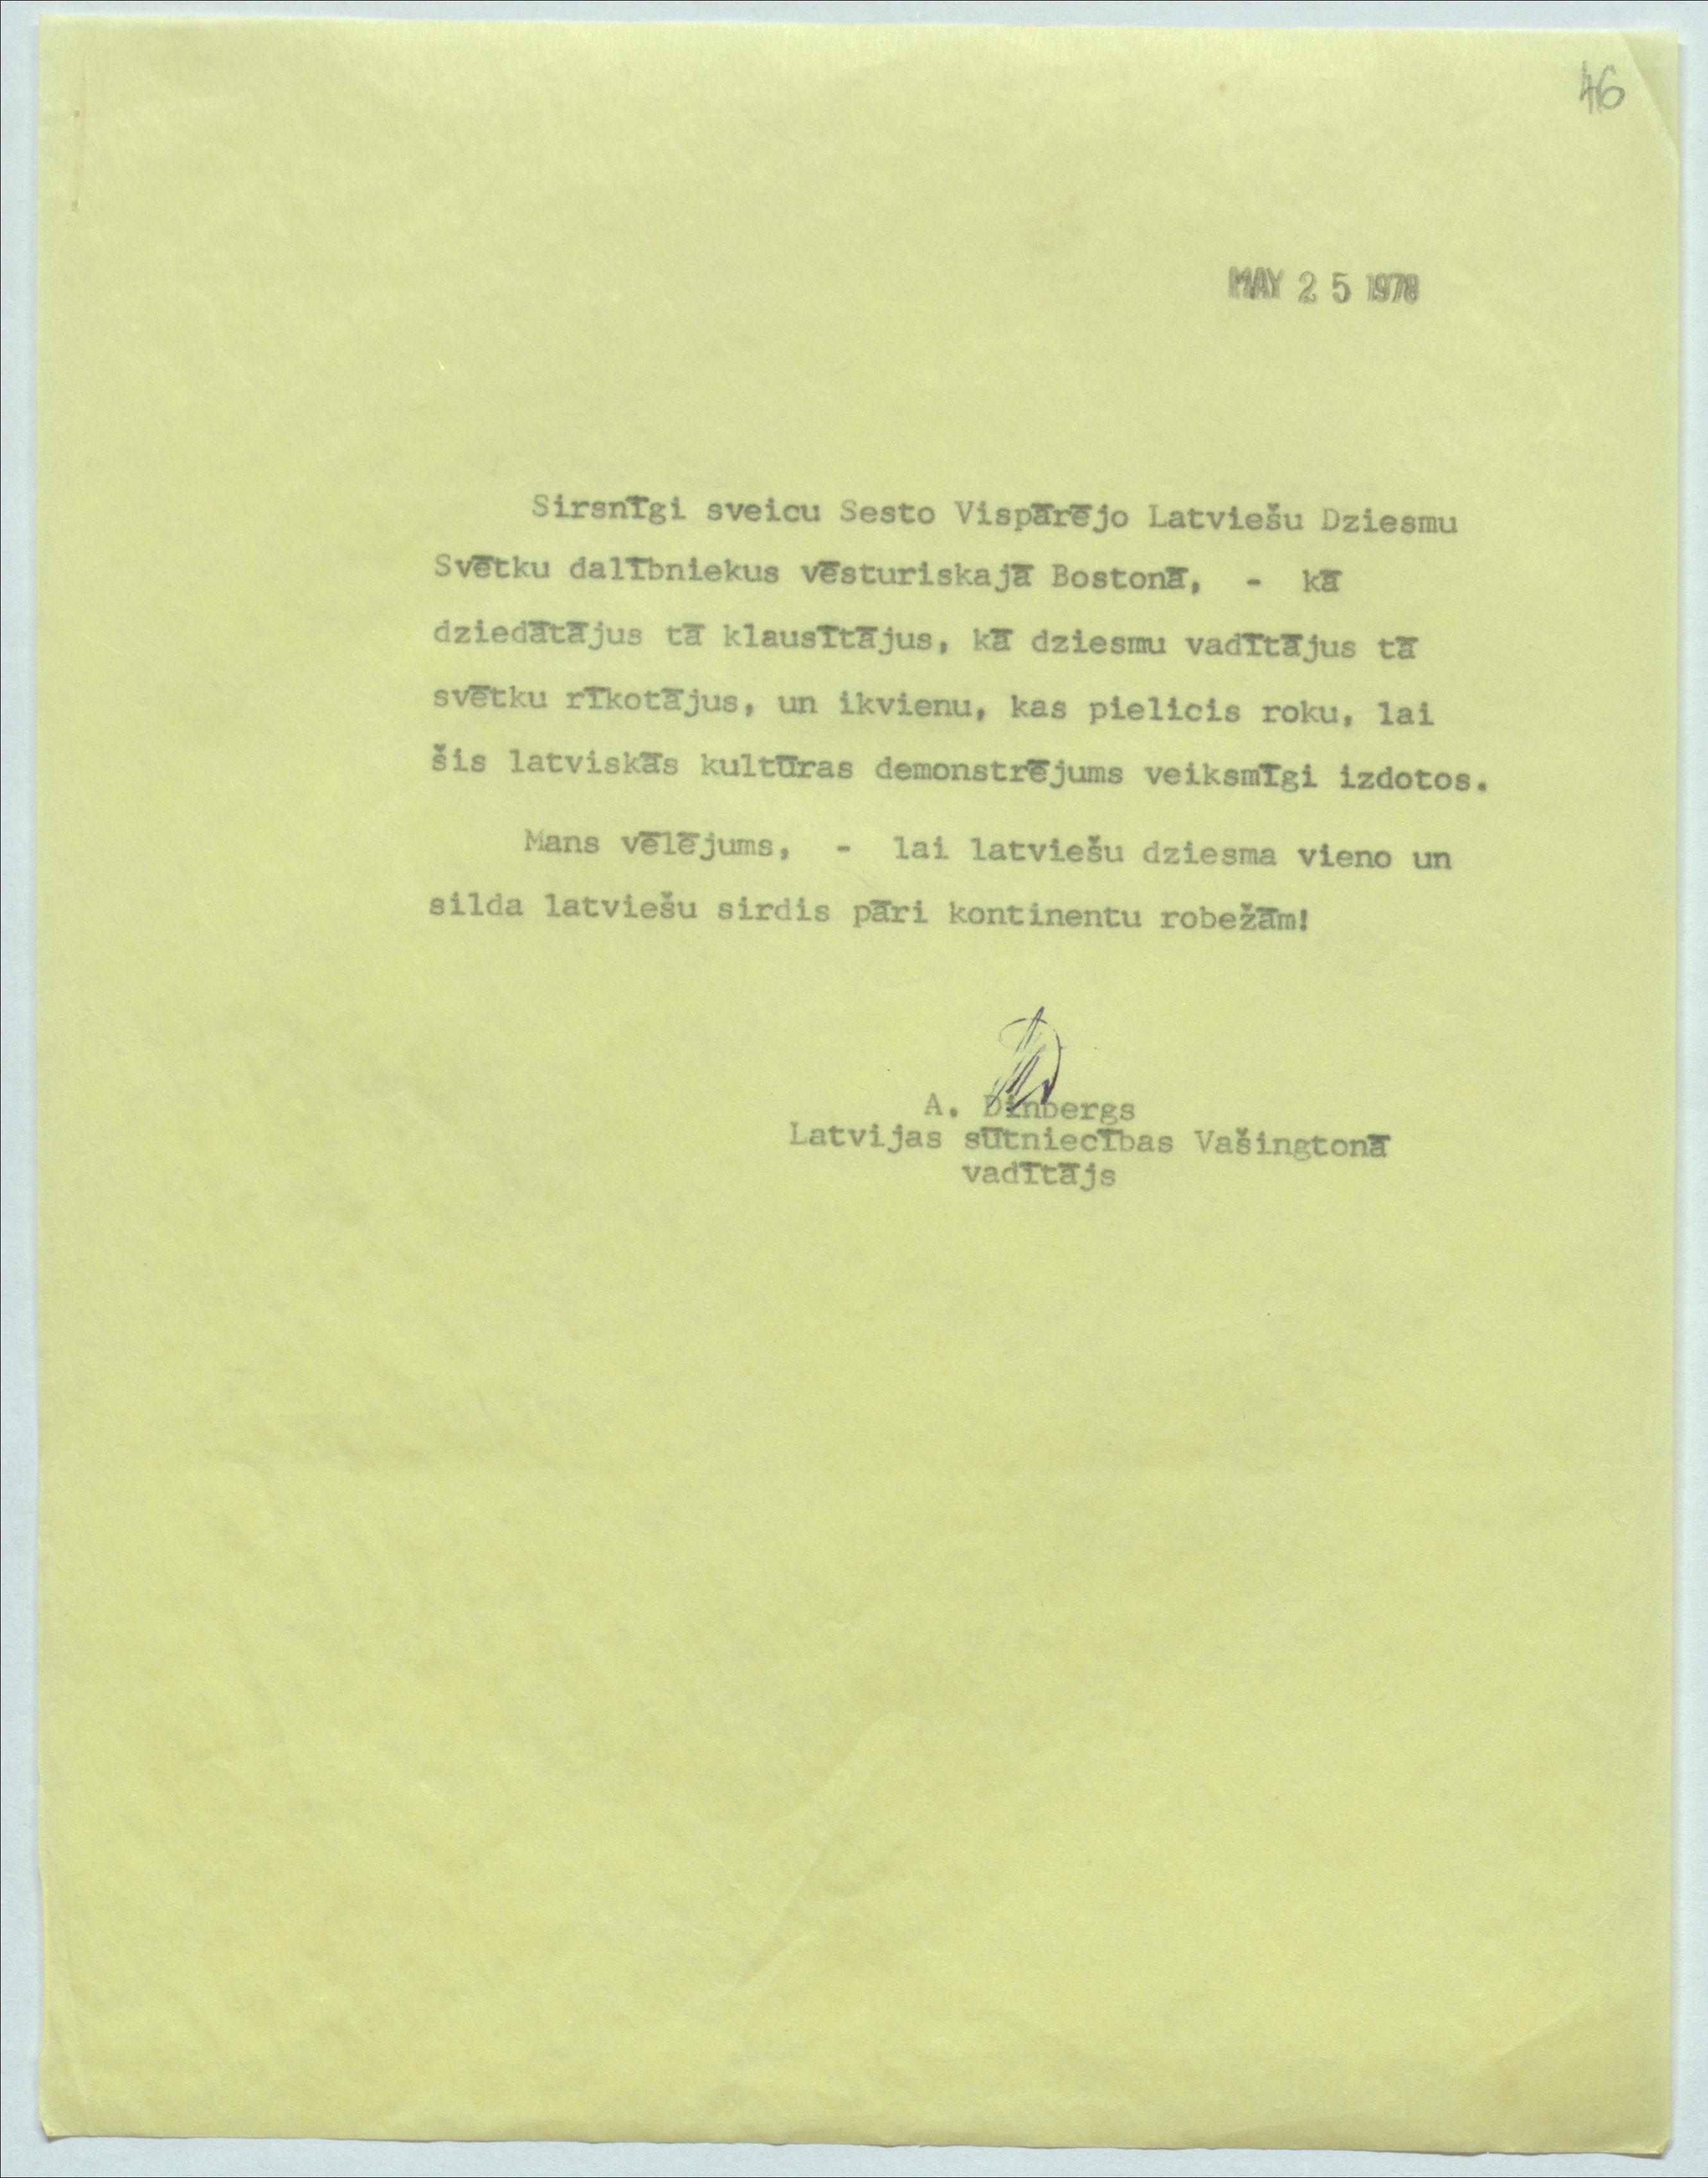 46
MAY 25 1978
Sirsnīgi sveicu Sesto Vispārējo Latviešu Dziesmu
Svētku dalībniekus vēsturiskajā Bostonā, - kā
dziedātājus tā klausītājus, kā dziesmu vadītājus tā
svētku rīkotājus, un ikvienu, kas pielicis roku, lai
šis latviskās kultūras demonstrējums veiksmīgi izdotos.
Mans vēlējums, - lai latviešu dziesma vieno un
silda latviešu sirdis pāri kontinentu robežām!
A. Dinbergs
Latvijas sūtniecības Vašingtonā
vadītājs